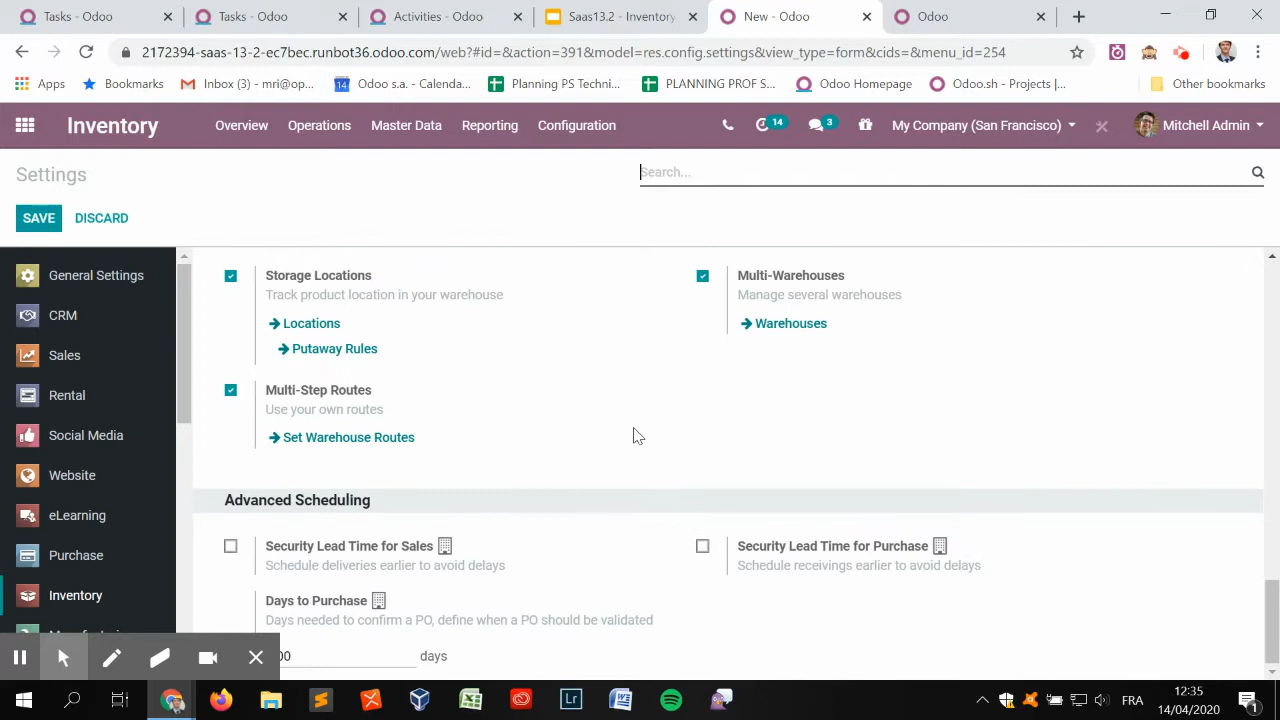 Tasks - Odoo
Tasks - Odoo
Activities - Odoo
Saas13.2 - Inventory
New - Odoo
Odoo
2172394-saas-13-2-ec7bec.runbot36.odoo.com/web?#id=&action=391&model=res.config.settings&view_type=form&cids=&menu_id=254
Apps
Bookmarks
Inbox (3) - mri@op...
Odoo s.a. - Calenda...
Planning PS Techni...
PLANNING PROF S...
Odoo Homepage
Odoo.sh - Projects |...
Other bookmarks
Inventory
Overview
Operations
Master Data
Reporting
Configuration
14
3
My Company (San Francisco)
Mitchell Admin
Settings
Search...
SAVE
DISCARD
General Settings
CRM
Sales
Rental
Social Media
Website
eLearning
Purchase
Inventory
Storage Locations
Track product location in your warehouse
Locations
Putaway Rules
Multi-Warehouses
Manage several warehouses
Warehouses
Multi-Step Routes
Use your own routes
Set Warehouse Routes
Advanced Scheduling
Security Lead Time for Sales
Schedule deliveries earlier to avoid delays
Security Lead Time for Purchase
Schedule receivings earlier to avoid delays
Days to Purchase
Days needed to confirm a PO, define when a PO should be validated
00 days
FRA
12:35
14/04/2020
1